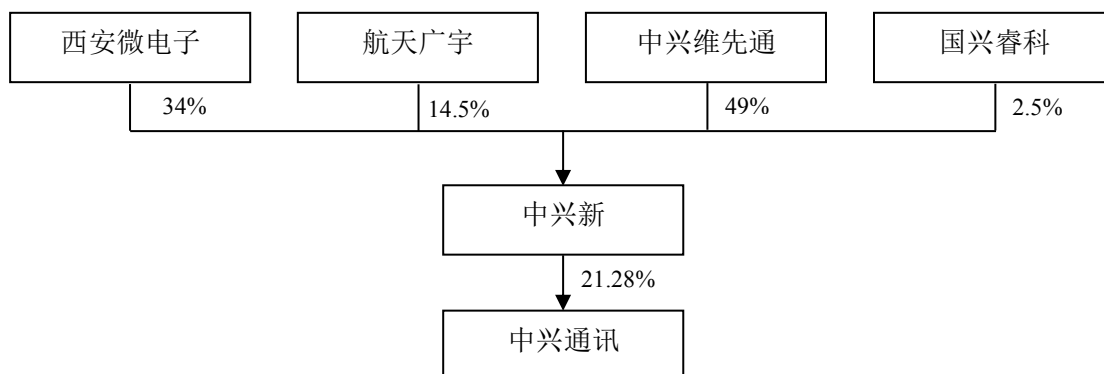 西安微电子
航天广宇
中兴维先通
国兴睿科
34%
14.5%
49%
2.5%
中兴新
21.28%
中兴通讯